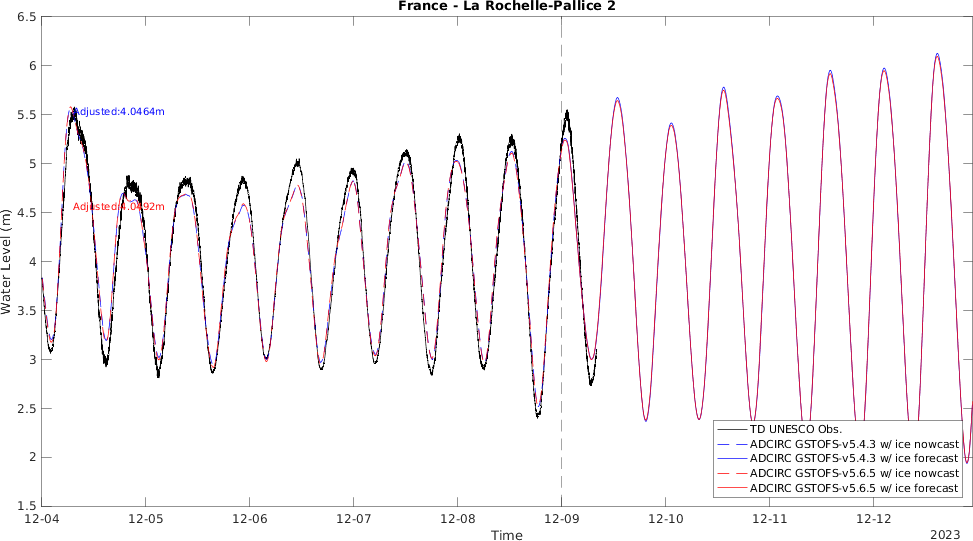 France - La Rochelle-Pallice 2
6.5
6
5.5
5
4.5
4
3.5
3
2.5
2
1.5
Water Level (m)
Adjusted:4.0464m
Adjusted:4.0492m
12-04
12-05
12-06
12-07
12-08
12-09
12-10
12-11
12-12
Time
2023
TD UNESCO Obs.
ADCIRC GSTOFS-v5.4.3 w/ ice nowcast
ADCIRC GSTOFS-v5.4.3 w/ ice forecast
ADCIRC GSTOFS-v5.6.5 w/ ice nowcast
ADCIRC GSTOFS-v5.6.5 w/ ice forecast